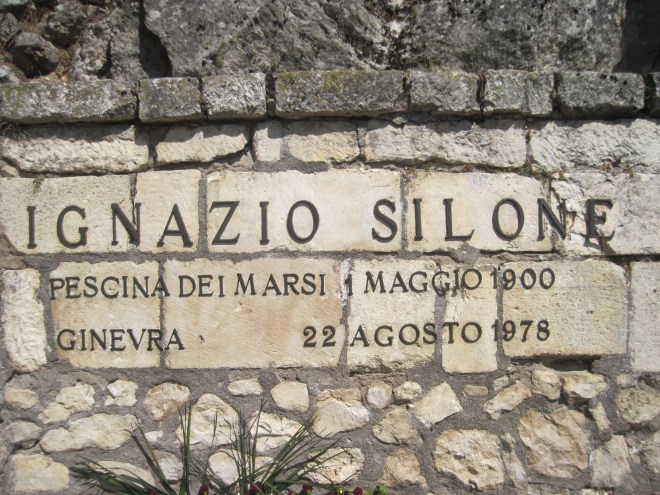 IGNAZIO SILONE
PESCINA DEI MARSI 1 MAGGIO 1900
GINEVRA 22 AGOSTO 1978